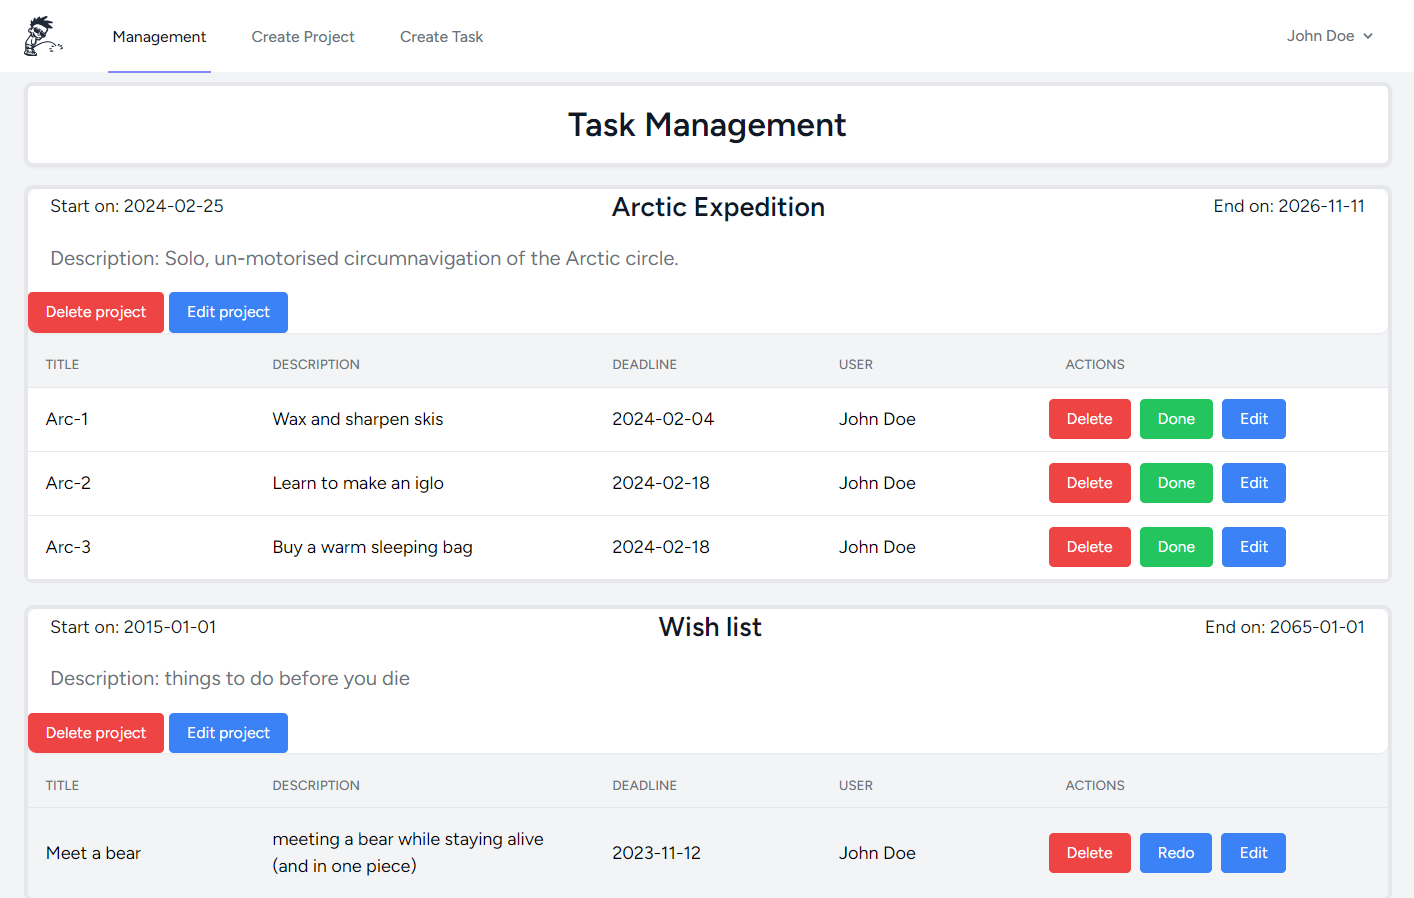 Management Create Project Create Task John Doe
Task Management
Start on: 2024-02-25 Arctic Expedition End on: 2026-11-11
Description: Solo, un-motorised circumnavigation of the Arctic circle.
Delete project Edit project
TITLE DESCRIPTION DEADLINE USER ACTIONS
Arc-1 Wax and sharpen skis 2024-02-04 John Doe Delete Done Edit
Arc-2 Learn to make an iglo 2024-02-18 John Doe Delete Done Edit
Arc-3 Buy a warm sleeping bag 2024-02-18 John Doe Delete Done Edit
Start on: 2015-01-01 Wish list End on: 2065-01-01
Description: things to do before you die
Delete project Edit project
TITLE DESCRIPTION DEADLINE USER ACTIONS
Meet a bear meeting a bear while staying alive 2023-11-12 John Doe Delete Redo Edit
(and in one piece)